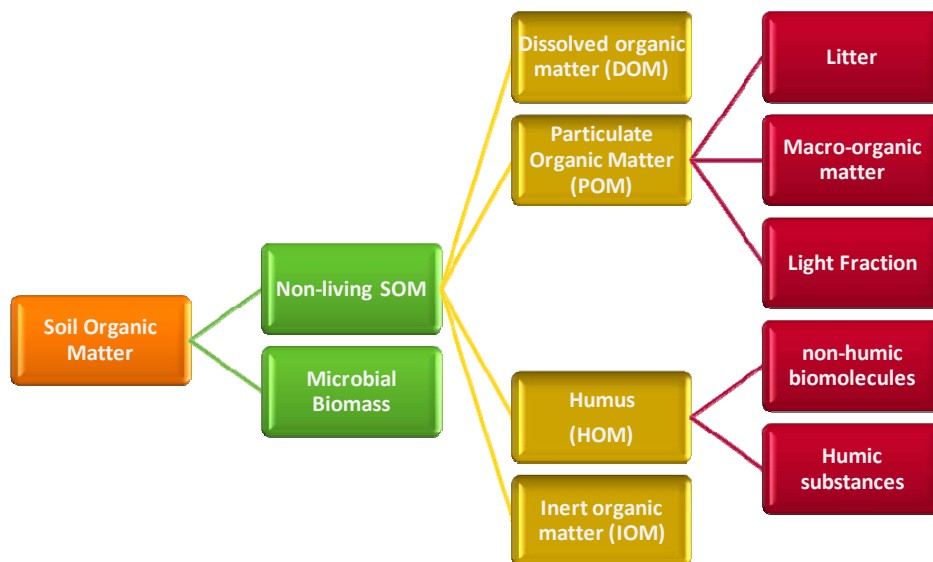 Soil Organic
Matter
Non-living SOM
Microbial
Biomass
Dissolved organic
matter (DOM)
Particulate
Organic Matter
(POM)
Humus
(HOM)
Inert organic
matter (IOM)
Litter
Macro-organic
matter
Light Fraction
non-humic
biomolecules
Humic
substances